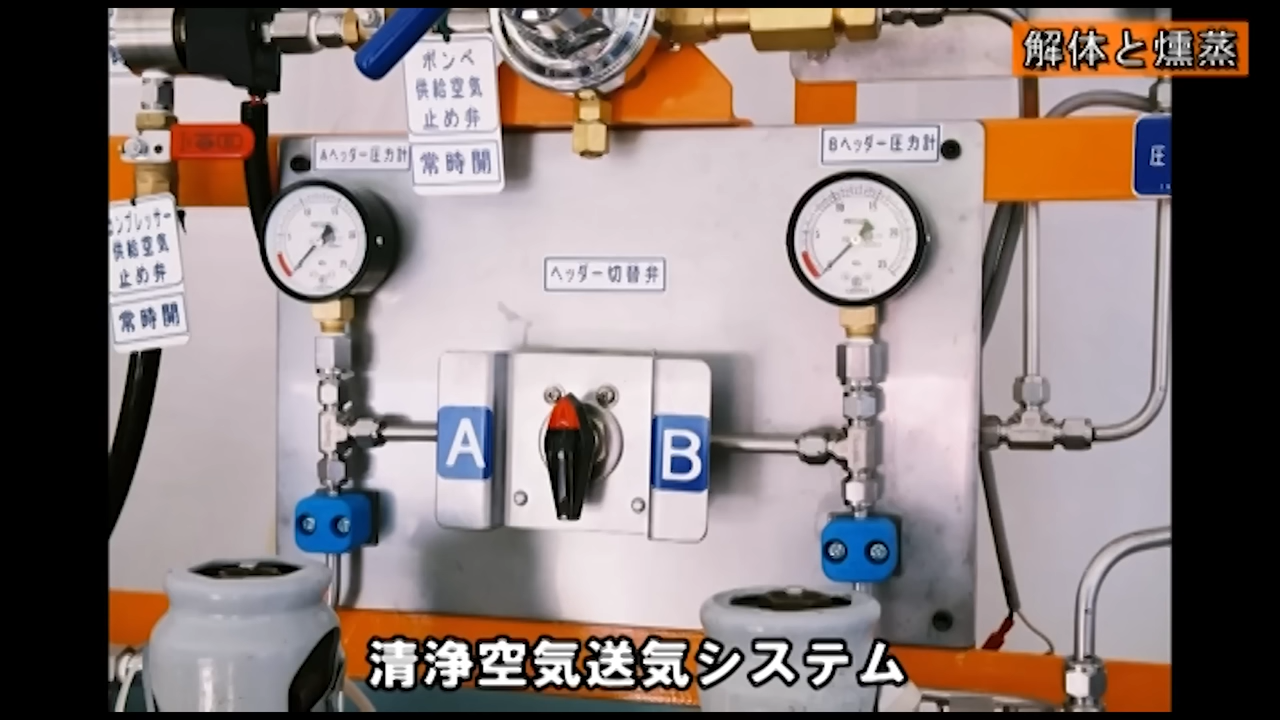 解体と燻蒸
ボンベ
供給空気
止め弁
常時開
Aヘッダー圧力計
Bヘッダー圧力計
圧
コンプレッサー
供給空気
止め弁
常時開
ヘッダー切替弁
A
B
清浄空気送気システム